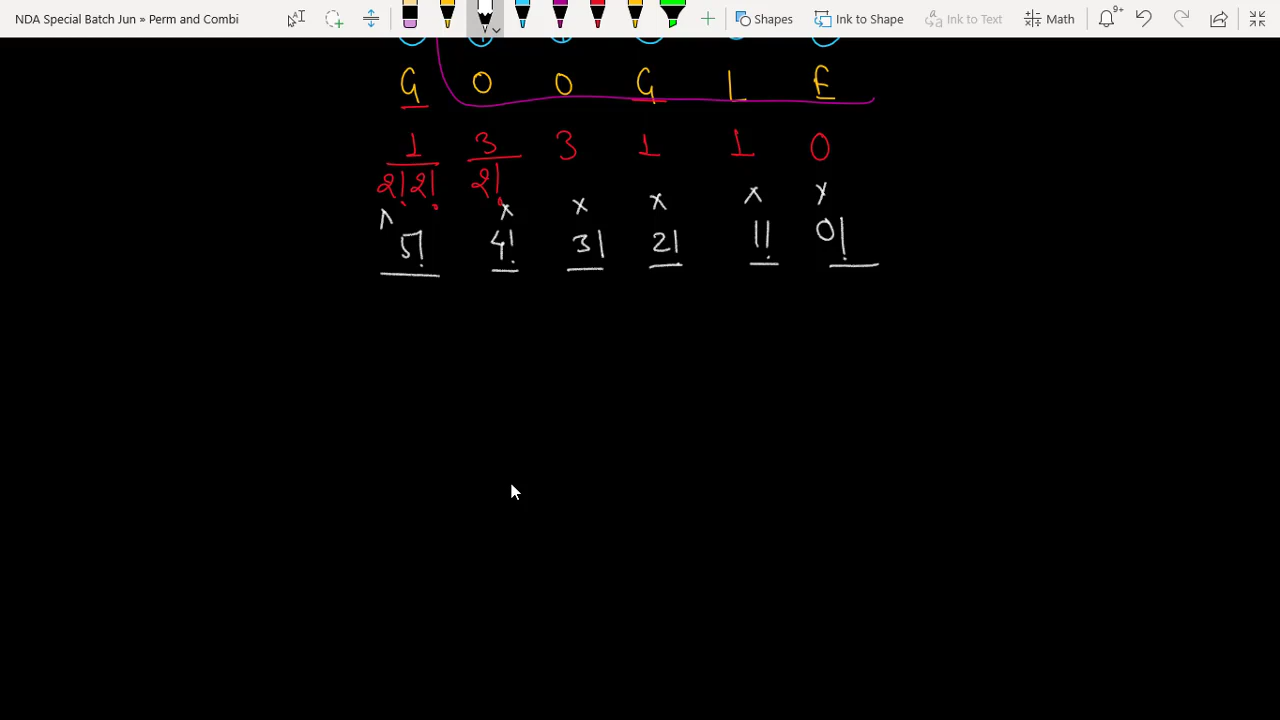 NDA Special Batch Jun » Perm and Combi Shapes Ink to Shape Ink to Text Math 9+
G O O G L E
1 3 3 1 1 0
2! 2! 2!
x x x x x x
5! 4! 3! 2! 1! 0!